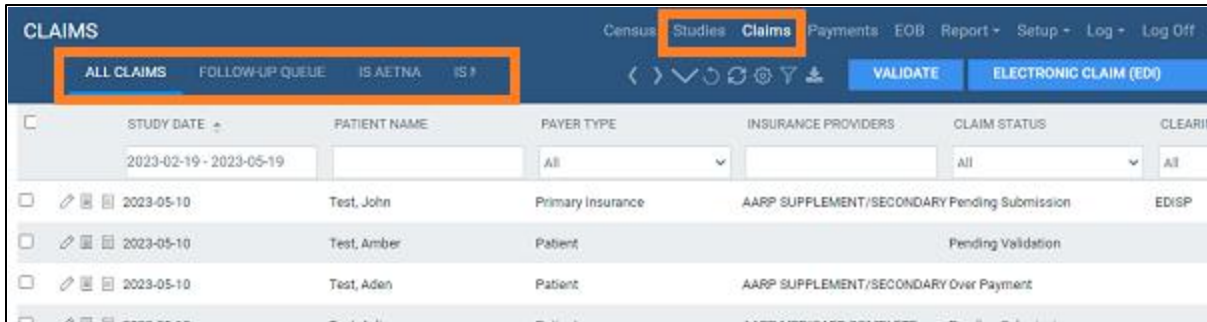 CLAIMS Census Studies Claims Payments EOB Report Setup Log Log Off
ALL CLAIMS FOLLOW-UP QUEUE IS AETNA VALIDATE ELECTRONIC CLAIM (EDI)
STUDY DATE PATIENT NAME PAYER TYPE INSURANCE PROVIDERS CLAIM STATUS
2023-02-19 - 2023-05-19 All All All
2023-05-10 Test, John Primary Insurance AARP SUPPLEMENT/SECONDARY Pending Submission EDISP
2023-05-10 Test, Amber Patient Pending Validation
2023-05-10 Test, Aden Patient AARP SUPPLEMENT/SECONDARY Over Payment